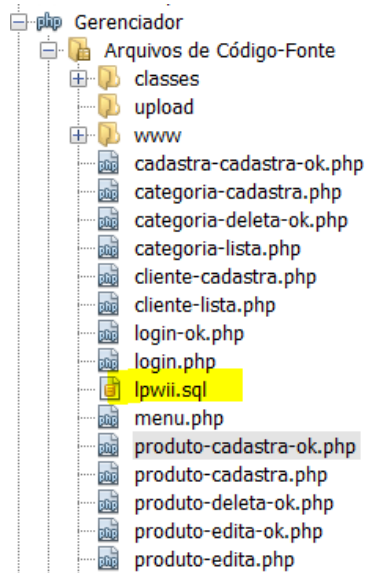 php Gerenciador
Arquivos de Código-Fonte
classes
upload
www
cadastra-cadastra-ok.php
categoria-cadastra.php
categoria-deleta-ok.php
categoria-lista.php
cliente-cadastra.php
cliente-lista.php
login-ok.php
login.php
lpwii.sql
menu.php
produto-cadastra-ok.php
produto-cadastra.php
produto-deleta-ok.php
produto-edita-ok.php
produto-edita.php